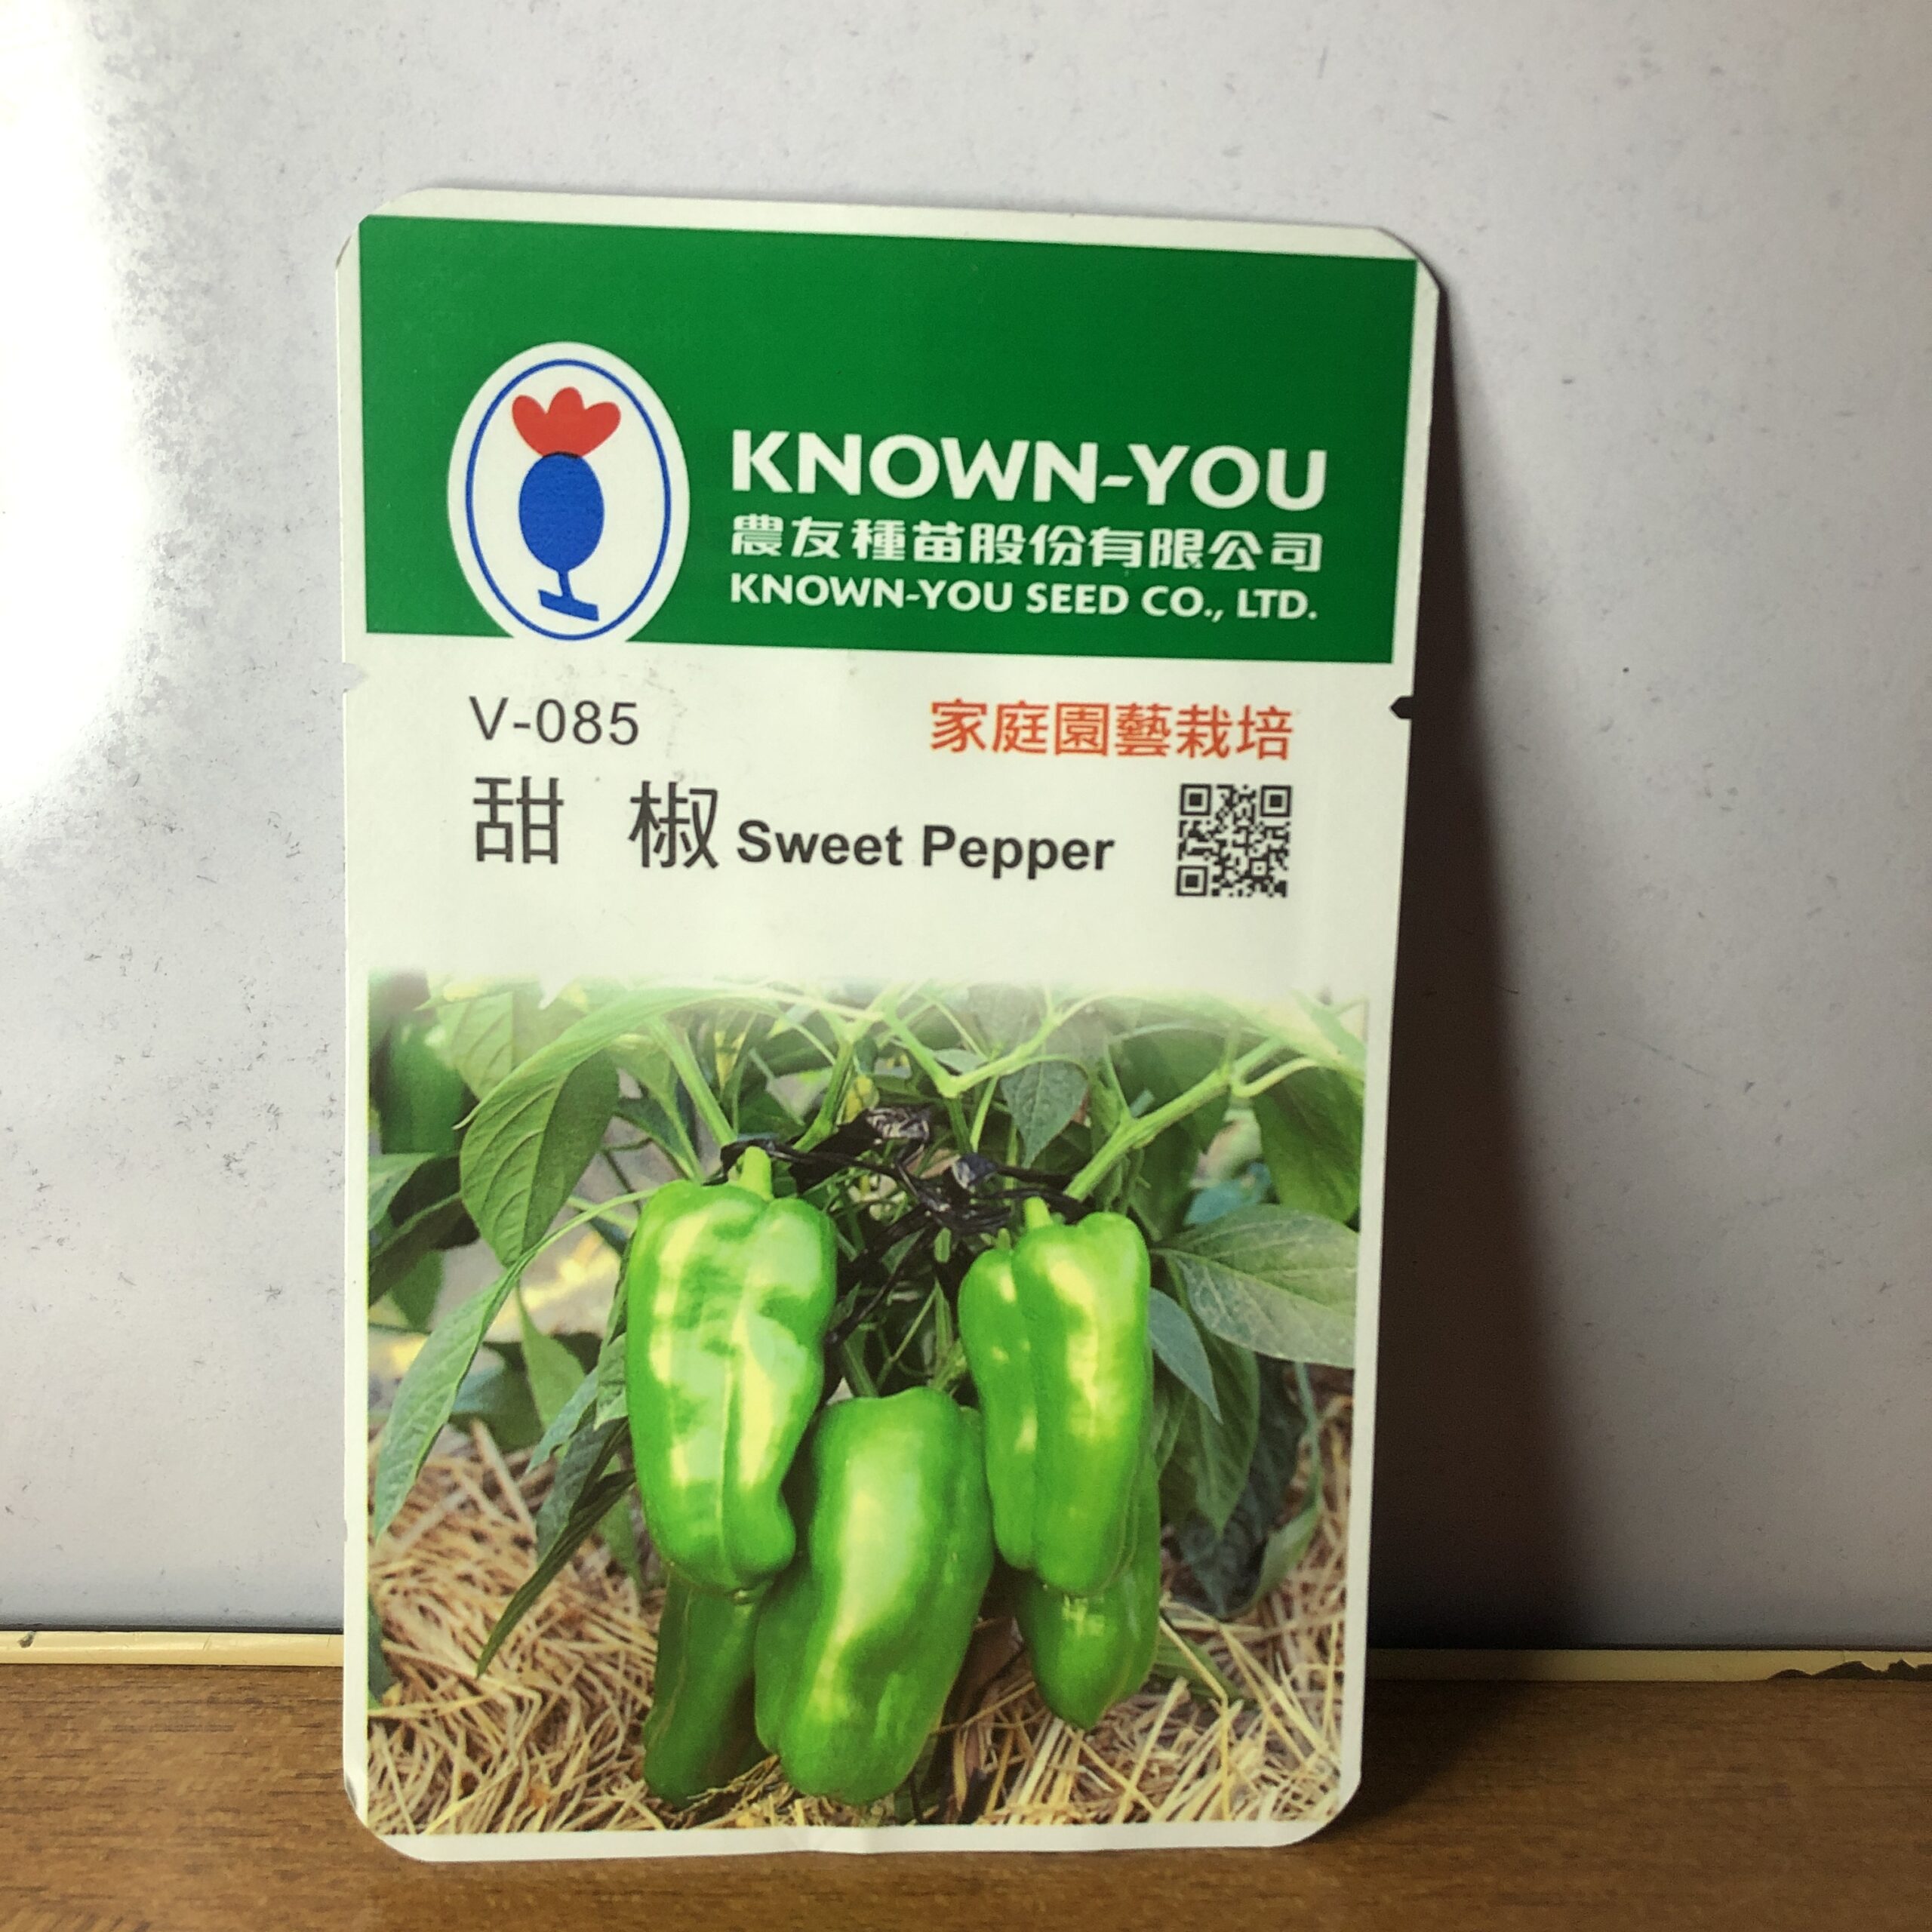 KNOWN-YOU
農友種苗股份有限公司
KNOWN-YOU SEED CO., LTD.
V-085
家庭園藝栽培
甜 椒 Sweet Pepper